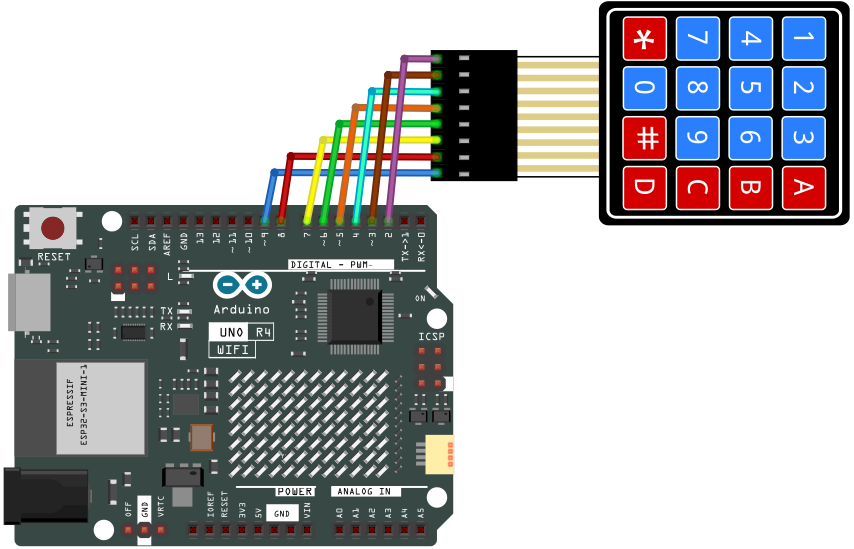 * 7 4 1
0 8 5 2
# 9 6 3
D C B A
RESET
SCL
SDA
AREF
GND
13
12
~11
~10
~9
8
7
~6
~5
4
~3
2
TX->1
RX<-0
DIGITAL - PWM~
L
TX
RX
Arduino
UNO R4
WIFI
ON
ICSP
ESPRESSIF
ESP32-S3-MINI-1
POWER
ANALOG IN
OFF
GND
VRTC
IOREF
RESET
3V3
5V
GND
VIN
A0
A1
A2
A3
A4
A5